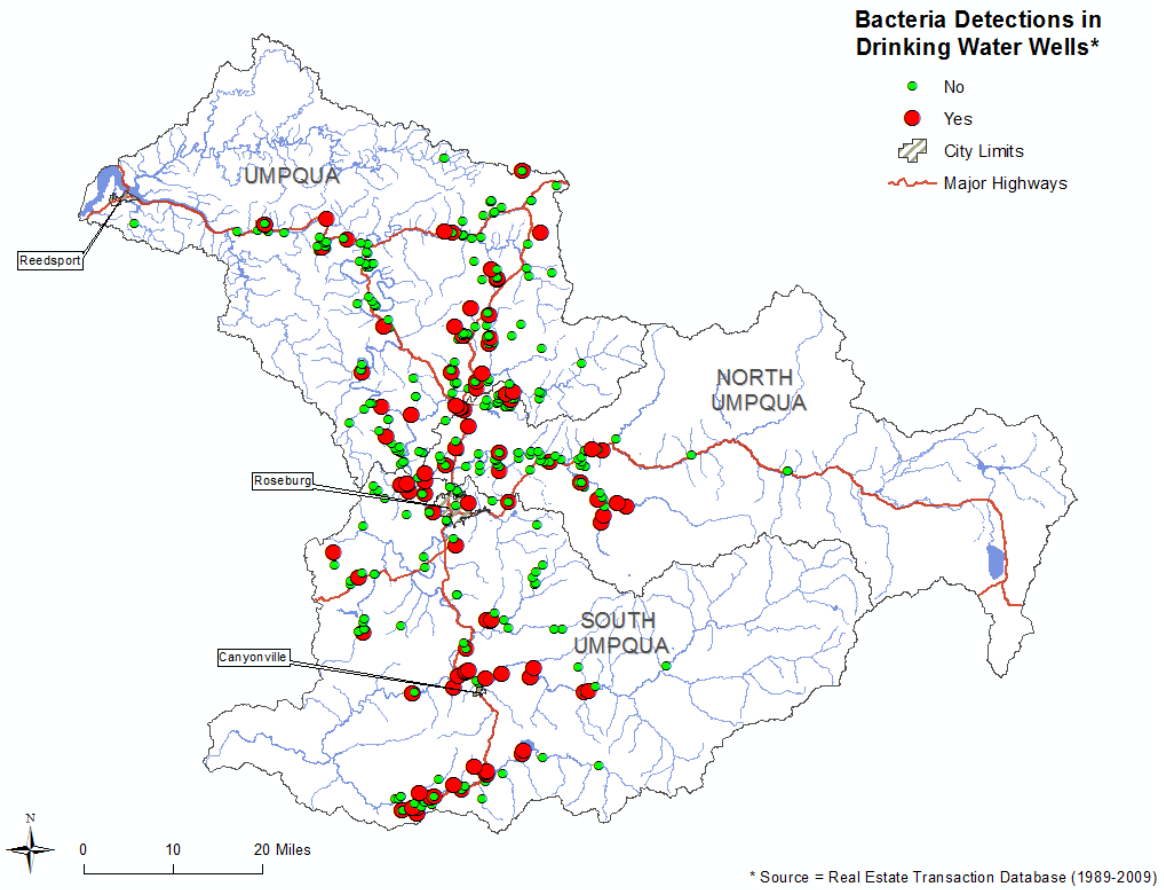 Bacteria Detections in
Drinking Water Wells*
No
Yes
City Limits
Major Highways
UMPQUA
Reedsport
NORTH
UMPQUA
Roseburg
SOUTH
UMPQUA
Canyonville
N
0 10 20 Miles
* Source = Real Estate Transaction Database (1989-2009)